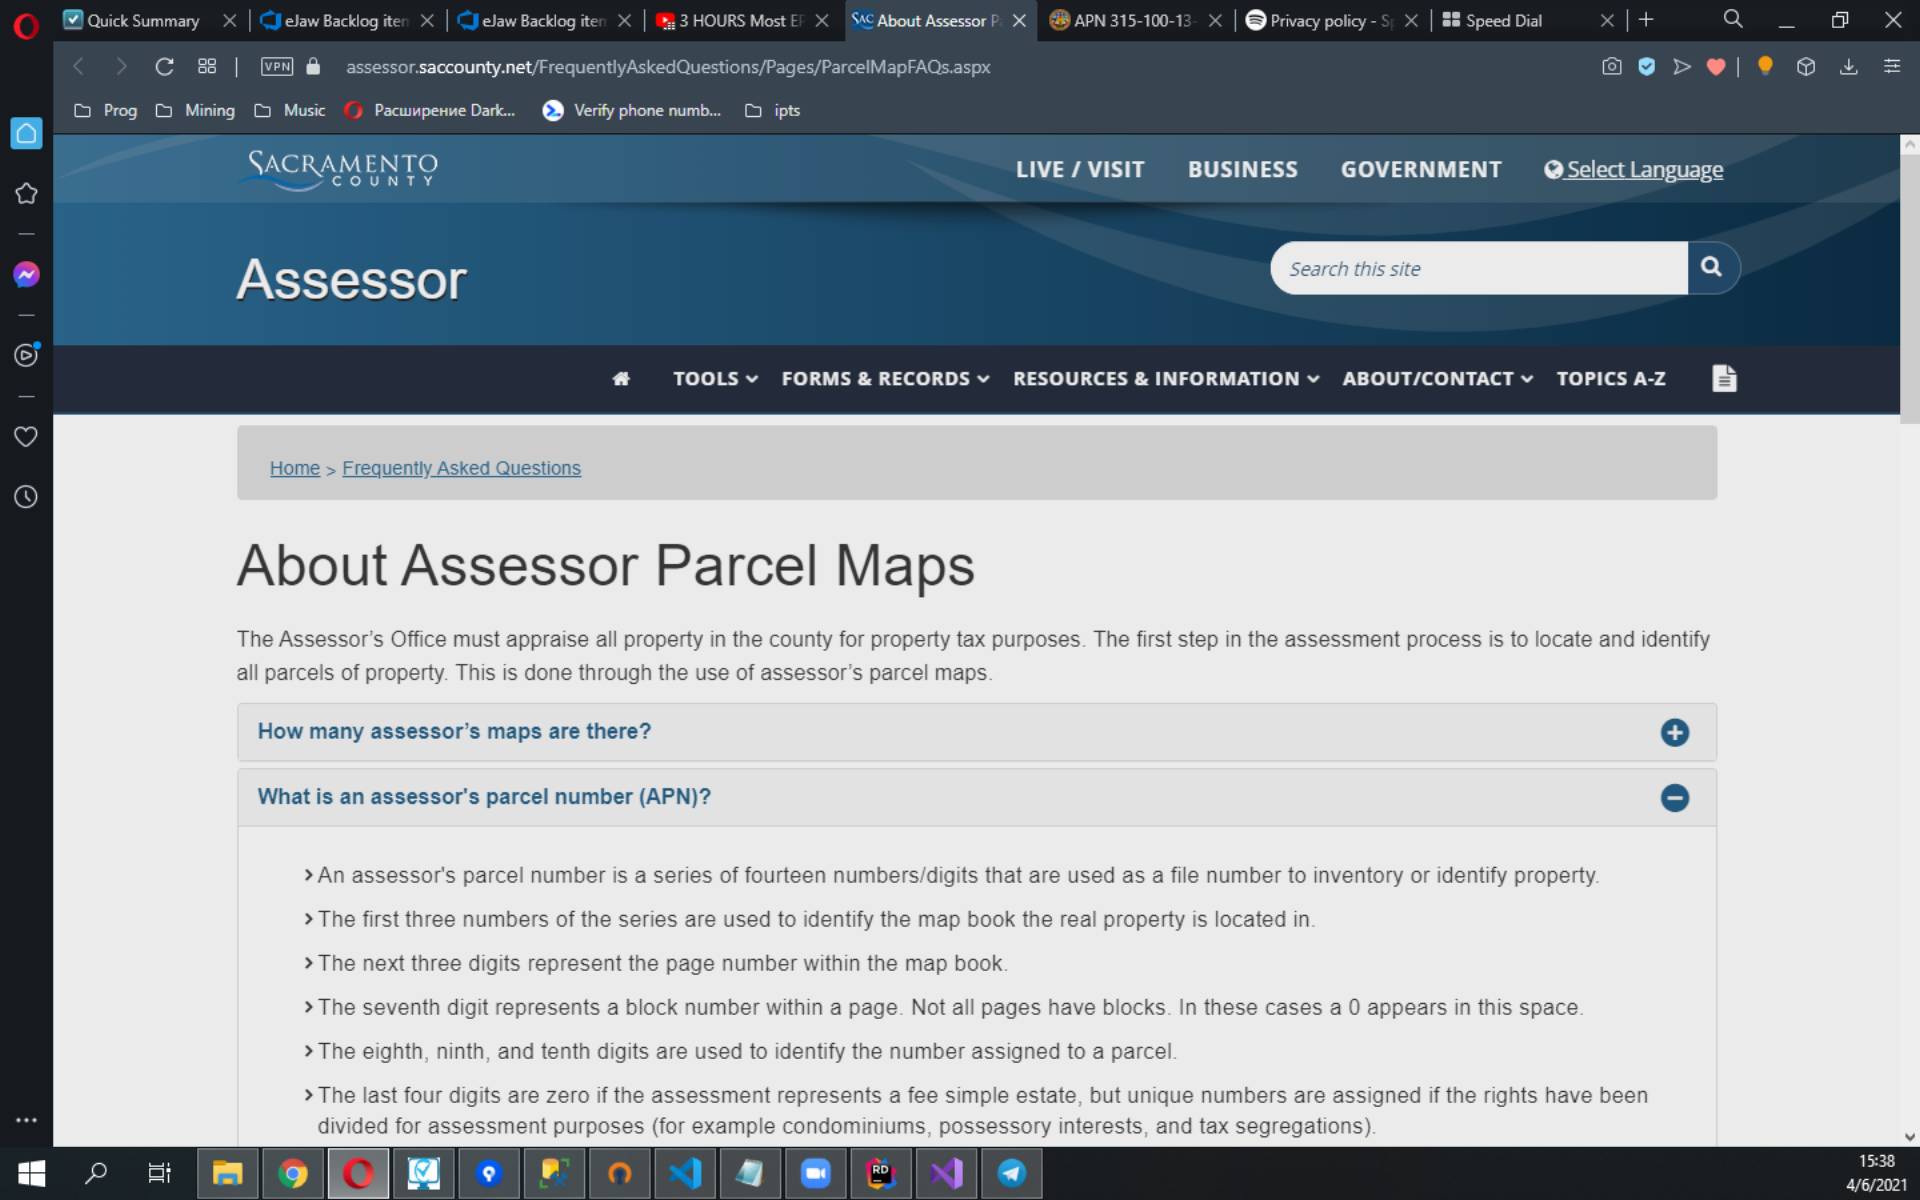 Quick Summary
eJaw Backlog iten
eJaw Backlog iten
3 HOURS Most EP
About Assessor P
APN 315-100-13-
Privacy policy - Sp
Speed Dial
VPN
assessor.saccounty.net/FrequentlyAskedQuestions/Pages/ParcelMapFAQs.aspx
Prog
Mining
Music
Расширение Dark...
Verify phone numb...
ipts
SACRAMENTO
COUNTY
LIVE / VISIT
BUSINESS
GOVERNMENT
Select Language
Assessor
Search this site
TOOLS
FORMS & RECORDS
RESOURCES & INFORMATION
ABOUT/CONTACT
TOPICS A-Z
Home > Frequently Asked Questions
About Assessor Parcel Maps
The Assessor’s Office must appraise all property in the county for property tax purposes. The first step in the assessment process is to locate and identify
all parcels of property. This is done through the use of assessor’s parcel maps.
How many assessor’s maps are there?
What is an assessor's parcel number (APN)?
An assessor's parcel number is a series of fourteen numbers/digits that are used as a file number to inventory or identify property.
The first three numbers of the series are used to identify the map book the real property is located in.
The next three digits represent the page number within the map book.
The seventh digit represents a block number within a page. Not all pages have blocks. In these cases a 0 appears in this space.
The eighth, ninth, and tenth digits are used to identify the number assigned to a parcel.
The last four digits are zero if the assessment represents a fee simple estate, but unique numbers are assigned if the rights have been
divided for assessment purposes (for example condominiums, possessory interests, and tax segregations).
RD
15:38
4/6/2021